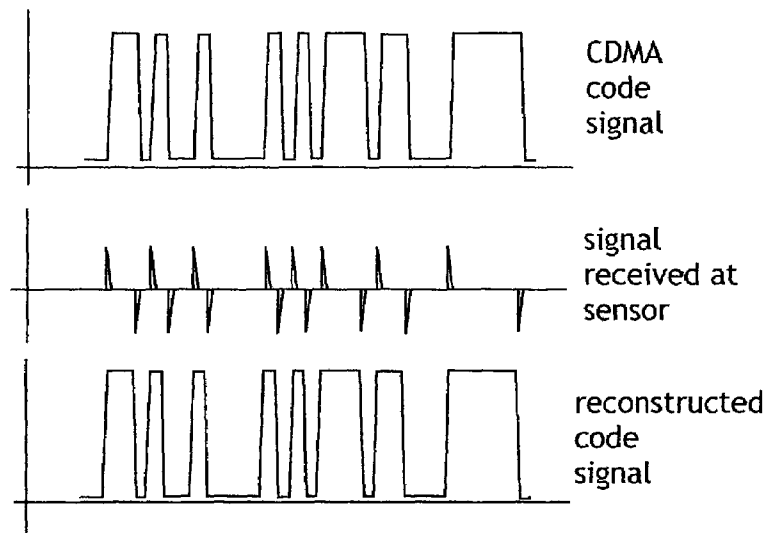 CDMA
code
signal
signal
received at
sensor
reconstructed
code
signal